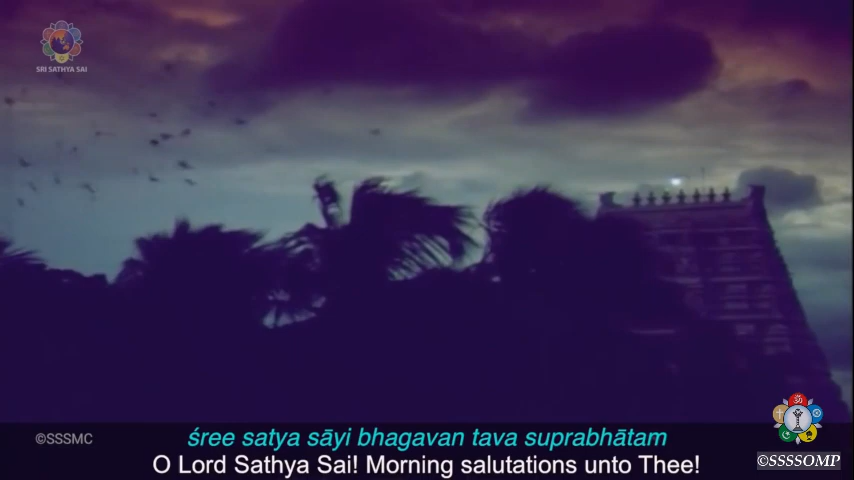 SRI SATHYA SAI
©SSSMC
śree satya sāyi bhagavan tava suprabhātam
O Lord Sathya Sai! Morning salutations unto Thee!
©SSSSOMP